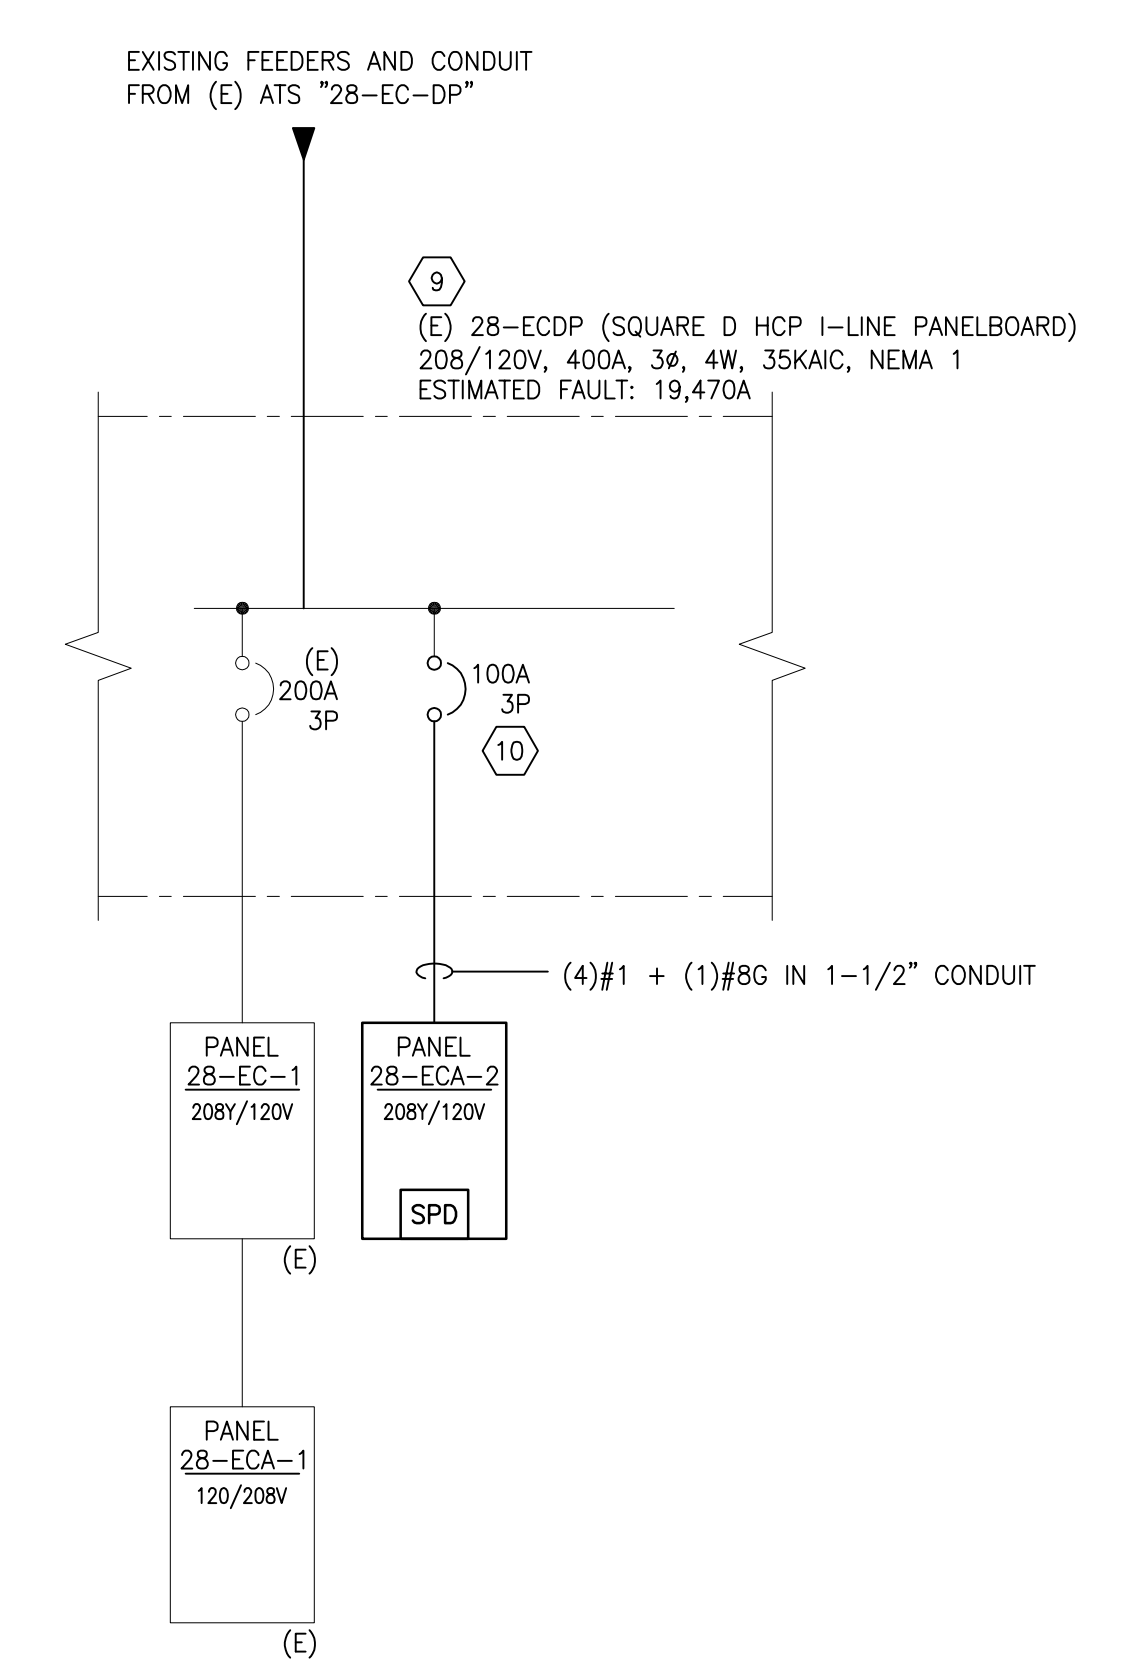 EXISTING FEEDERS AND CONDUIT
FROM (E) ATS "28-EC-DP"
9
(E) 28-ECDP (SQUARE D HCP I-LINE PANELBOARD)
208/120V, 400A, 3ø, 4W, 35KAIC, NEMA 1
ESTIMATED FAULT: 19,470A
(E)
200A
3P
100A
3P
10
(4)#1 + (1)#8G IN 1-1/2" CONDUIT
PANEL
28-EC-1
208Y/120V
(E)
PANEL
28-ECA-2
208Y/120V
SPD
PANEL
28-ECA-1
120/208V
(E)